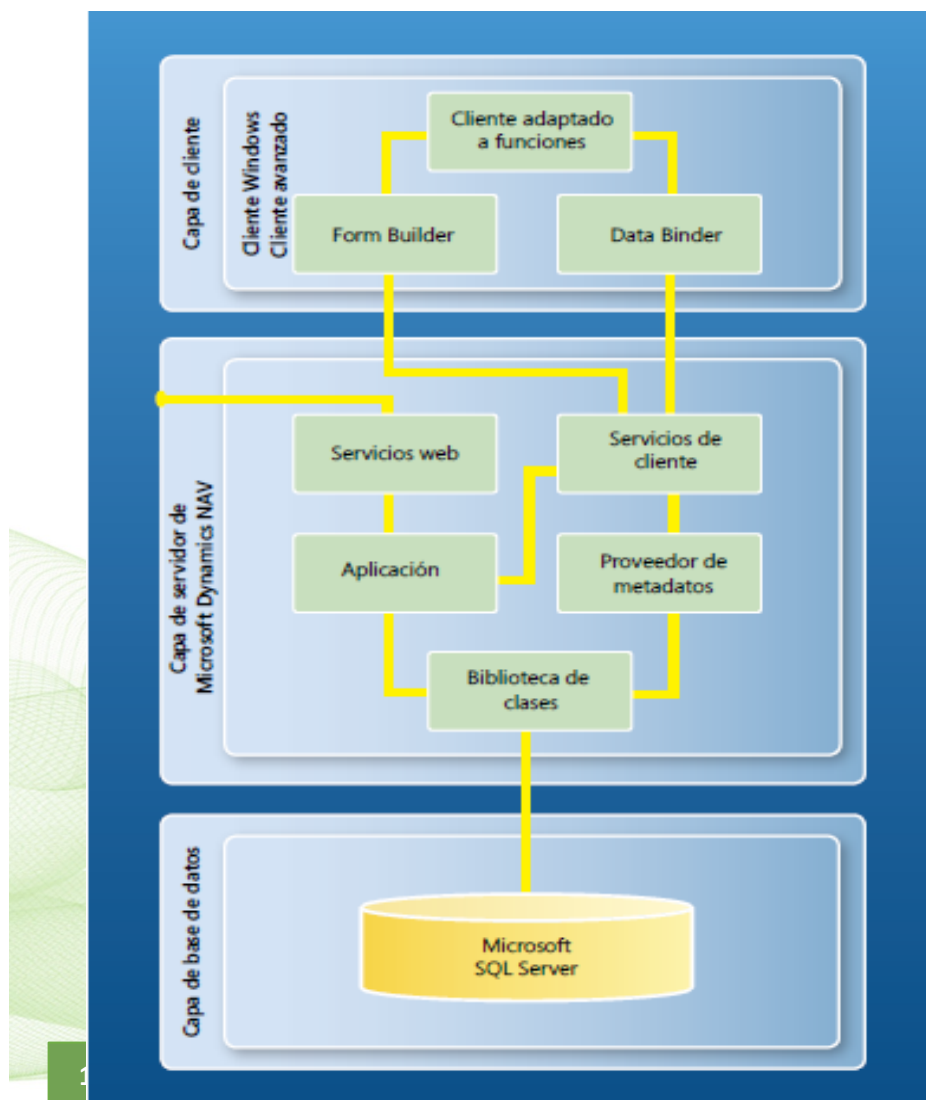 Capa de cliente
Cliente Windows
Cliente avanzado
Cliente adaptado
a funciones
Form Builder
Data Binder
Capa de servidor de
Microsoft Dynamics NAV
Servicios web
Servicios de
cliente
Aplicación
Proveedor de
metadatos
Biblioteca de
clases
Capa de base de datos
Microsoft
SQL Server
1